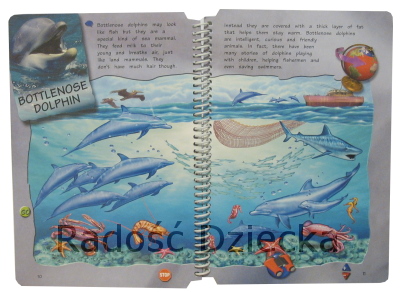 Bottlenose dolphins may look
like fish but they are a
special kind of sea mammal.
They feed milk to their
young and breathe air, just
like land mammals. They
don't have much hair though
BOTTLENOSE
DOLPHIN
instead they are covered with a thick layer of fat
that helps them stay warm. Bottlenose dolphins
are intelligent, curious and friendly
animals. In fact, there have been
many stories of dolphins playing
with children, helping fishermen and
even saving swimmers.
Radość Dziecka
STOP